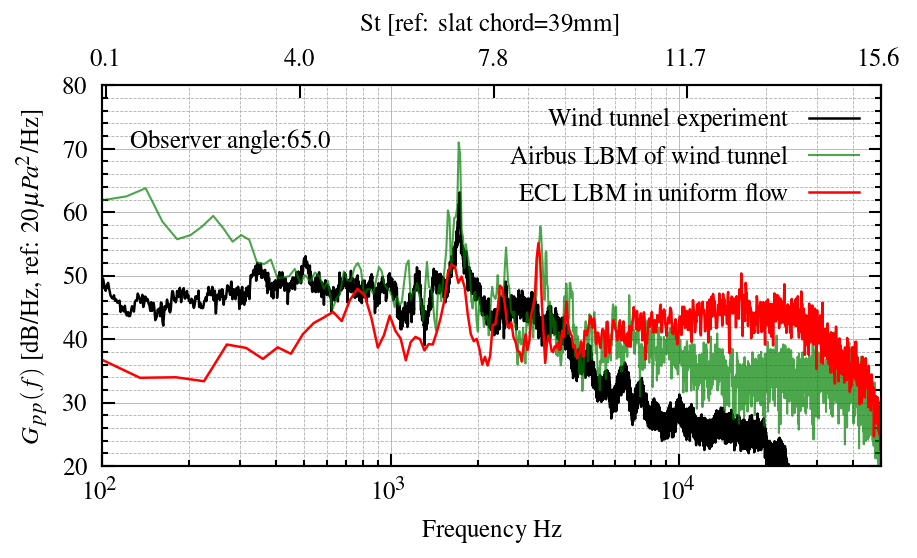 St [ref: slat chord=39mm]
0.1 4.0 7.8 11.7 15.6
80
70
60
50
40
30
20
G_{pp}(f) [dB/Hz, ref: 20μPa²/Hz]
Observer angle:65.0
Wind tunnel experiment
Airbus LBM of wind tunnel
ECL LBM in uniform flow
10² 10³ 10⁴
Frequency Hz